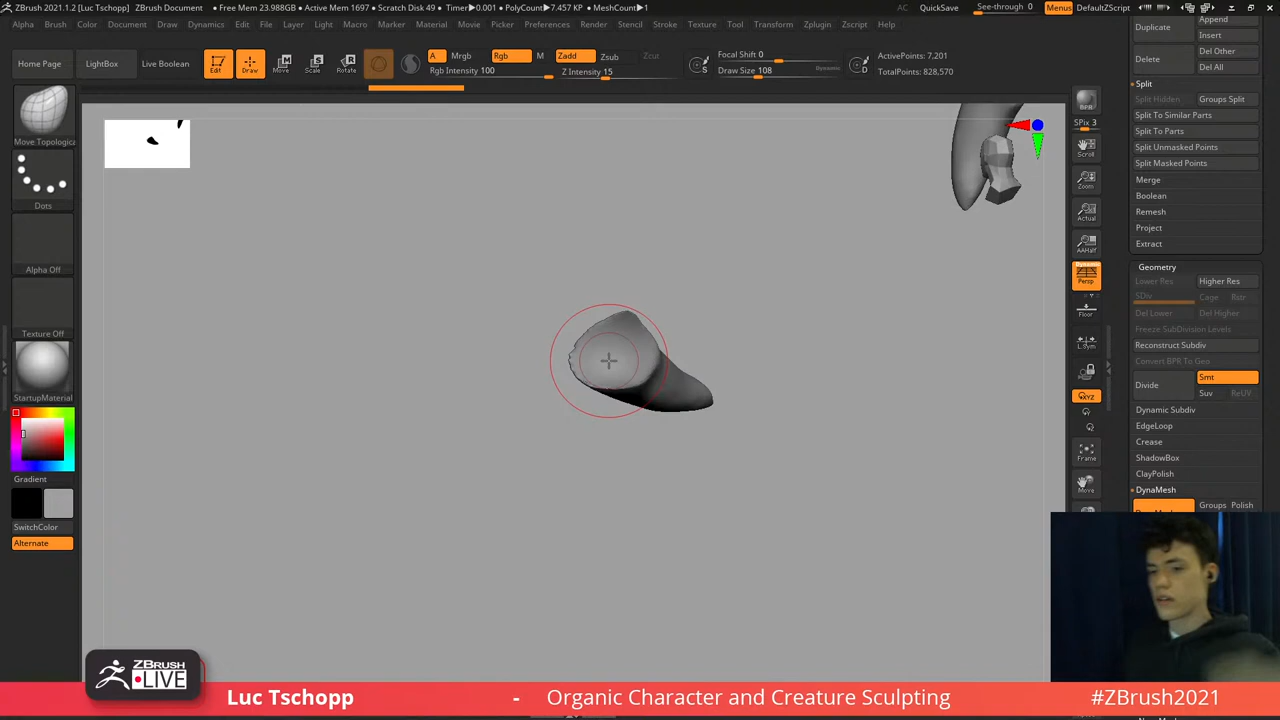 ZBrush 2021.1.2 [Luc Tschopp] ZBrush Document • Free Mem 23.988GB • Active Mem 1697 • Scratch Disk 49 • Timer▶0.001 • PolyCount▶7.457 KP • MeshCount▶1
AC QuickSave See-through 0 Menus DefaultZScript
Alpha Brush Color Document Draw Dynamics Edit File Layer Light Macro Marker Material Movie Picker Preferences Render Stencil Stroke Texture Tool Transform Zplugin Zscript Help
Home Page LightBox Live Boolean
Edit Draw Move Scale Rotate
A Mrgb Rgb M Zadd Zsub Zcut
Rgb Intensity 100 Z Intensity 15
Focal Shift 0
Draw Size 108 Dynamic
S D
ActivePoints: 7,201
TotalPoints: 828,570
Move Topologica
Dots
Alpha Off
Texture Off
StartupMaterial
Gradient
SwitchColor
Alternate
BPR
SPix 3
Scroll
Zoom
Actual
AAHalf
Dynamic
Persp
Floor
L.Sym
XYZ
Frame
Move
Duplicate Append
Insert
Delete Del Other
Del All
Split
Split Hidden Groups Split
Split To Similar Parts
Split To Parts
Split Unmasked Points
Split Masked Points
Merge
Boolean
Remesh
Project
Extract
Geometry
Lower Res Higher Res
SDiv Cage Rstr
Del Lower Del Higher
Freeze SubDivision Levels
Reconstruct Subdiv
Convert BPR To Geo
Divide Smt
Suv ReUV
Dynamic Subdiv
EdgeLoop
Crease
ShadowBox
ClayPolish
DynaMesh
Groups Polish
ZBRUSH
LIVE
Luc Tschopp - Organic Character and Creature Sculpting #ZBrush2021